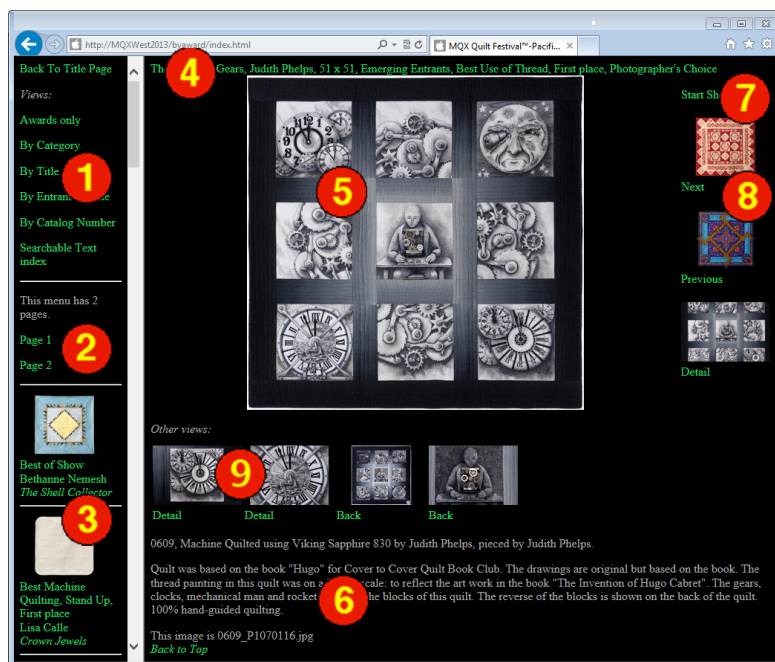 http://MQXWest2013/byaward/index.html
MQX Quilt Festival™-Pacifi...
Back To Title Page
Views:
Awards only
By Category
By Title
1
By Entran
By Catalog Number
Searchable Text
index
This menu has 2
pages.
Page 1
2
Page 2
Best of Show
Bethanne Nemesh
The Shell Collector
3
Best Machine
Quilting, Stand Up,
First place
Lisa Calle
Crown Jewels
4
Gears, Judith Phelps, 51 x 51, Emerging Entrants, Best Use of Thread, First place, Photographer's Choice
5
Start Sh
7
Next
8
Previous
Detail
Other views:
9
Detail
Detail
Back
Back
0609, Machine Quilted using Viking Sapphire 830 by Judith Phelps, pieced by Judith Phelps.
Quilt was based on the book "Hugo" for Cover to Cover Quilt Book Club. The drawings are original but based on the book. The
thread painting in this quilt was on a scale: to reflect the art work in the book "The Invention of Hugo Cabret". The gears,
clocks, mechanical man and rocket he blocks of this quilt. The reverse of the blocks is shown on the back of the quilt.
6
100% hand-guided quilting.
This image is 0609_P1070116.jpg
Back to Top